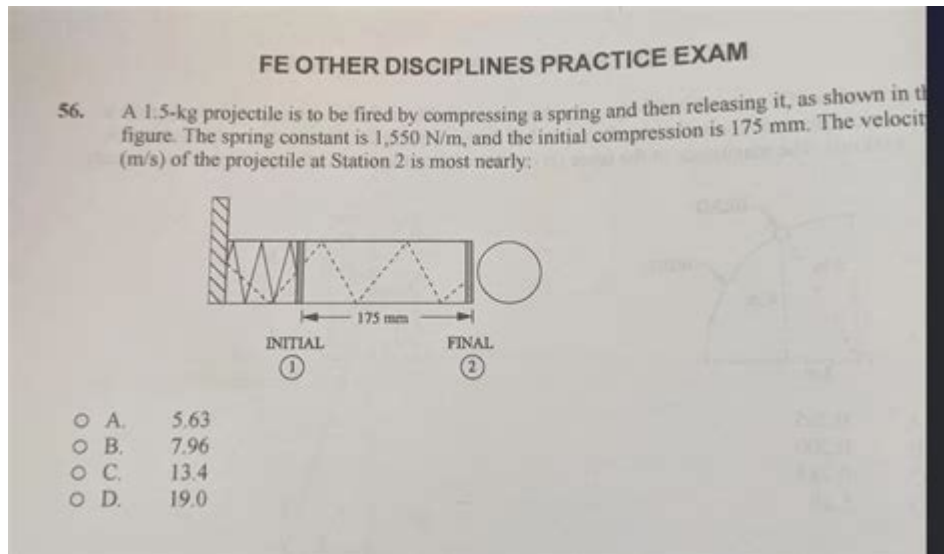 FE OTHER DISCIPLINES PRACTICE EXAM
56. A 1.5-kg projectile is to be fired by compressing a spring and then releasing it, as shown in
figure. The spring constant is 1,550 N/m, and the initial compression is 175 mm. The
(m/s) of the projectile at Station 2 is most nearly:
175 mm
INITIAL FINAL
1 2
A. 5.63
B. 7.96
C. 13.4
D. 19.0